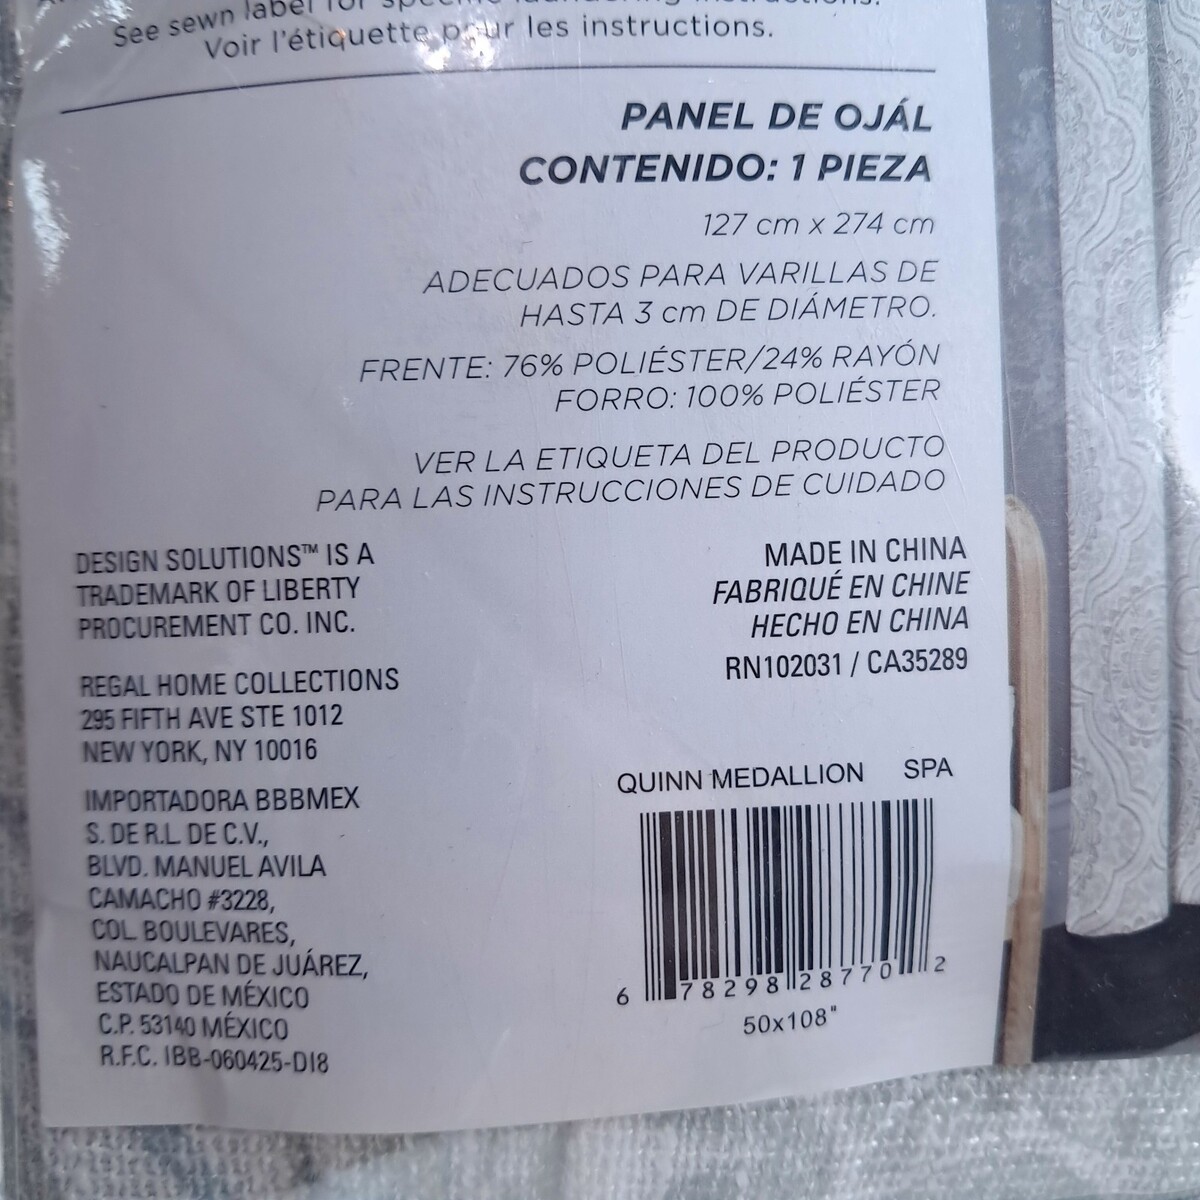 See sewn label for specific laundering instructions.
Voir l'étiquette pour les instructions.
PANEL DE OJÁL
CONTENIDO: 1 PIEZA
127 cm x 274 cm
ADECUADOS PARA VARILLAS DE
HASTA 3 cm DE DIÁMETRO.
FRENTE: 76% POLIÉSTER/24% RAYÓN
FORRO: 100% POLIÉSTER
VER LA ETIQUETA DEL PRODUCTO
PARA LAS INSTRUCCIONES DE CUIDADO
DESIGN SOLUTIONS™ IS A
TRADEMARK OF LIBERTY
PROCUREMENT CO. INC.
REGAL HOME COLLECTIONS
295 FIFTH AVE STE 1012
NEW YORK, NY 10016
IMPORTADORA BBBMEX
S. DE R.L. DE C.V.,
BLVD. MANUEL AVILA
CAMACHO #3228,
COL. BOULEVARES,
NAUCALPAN DE JUÁREZ,
ESTADO DE MÉXICO
C.P. 53140 MÉXICO
R.F.C. IBB-060425-DI8
MADE IN CHINA
FABRIQUÉ EN CHINE
HECHO EN CHINA
RN102031 / CA35289
QUINN MEDALLION SPA
6 78298 28770 2
50x108"